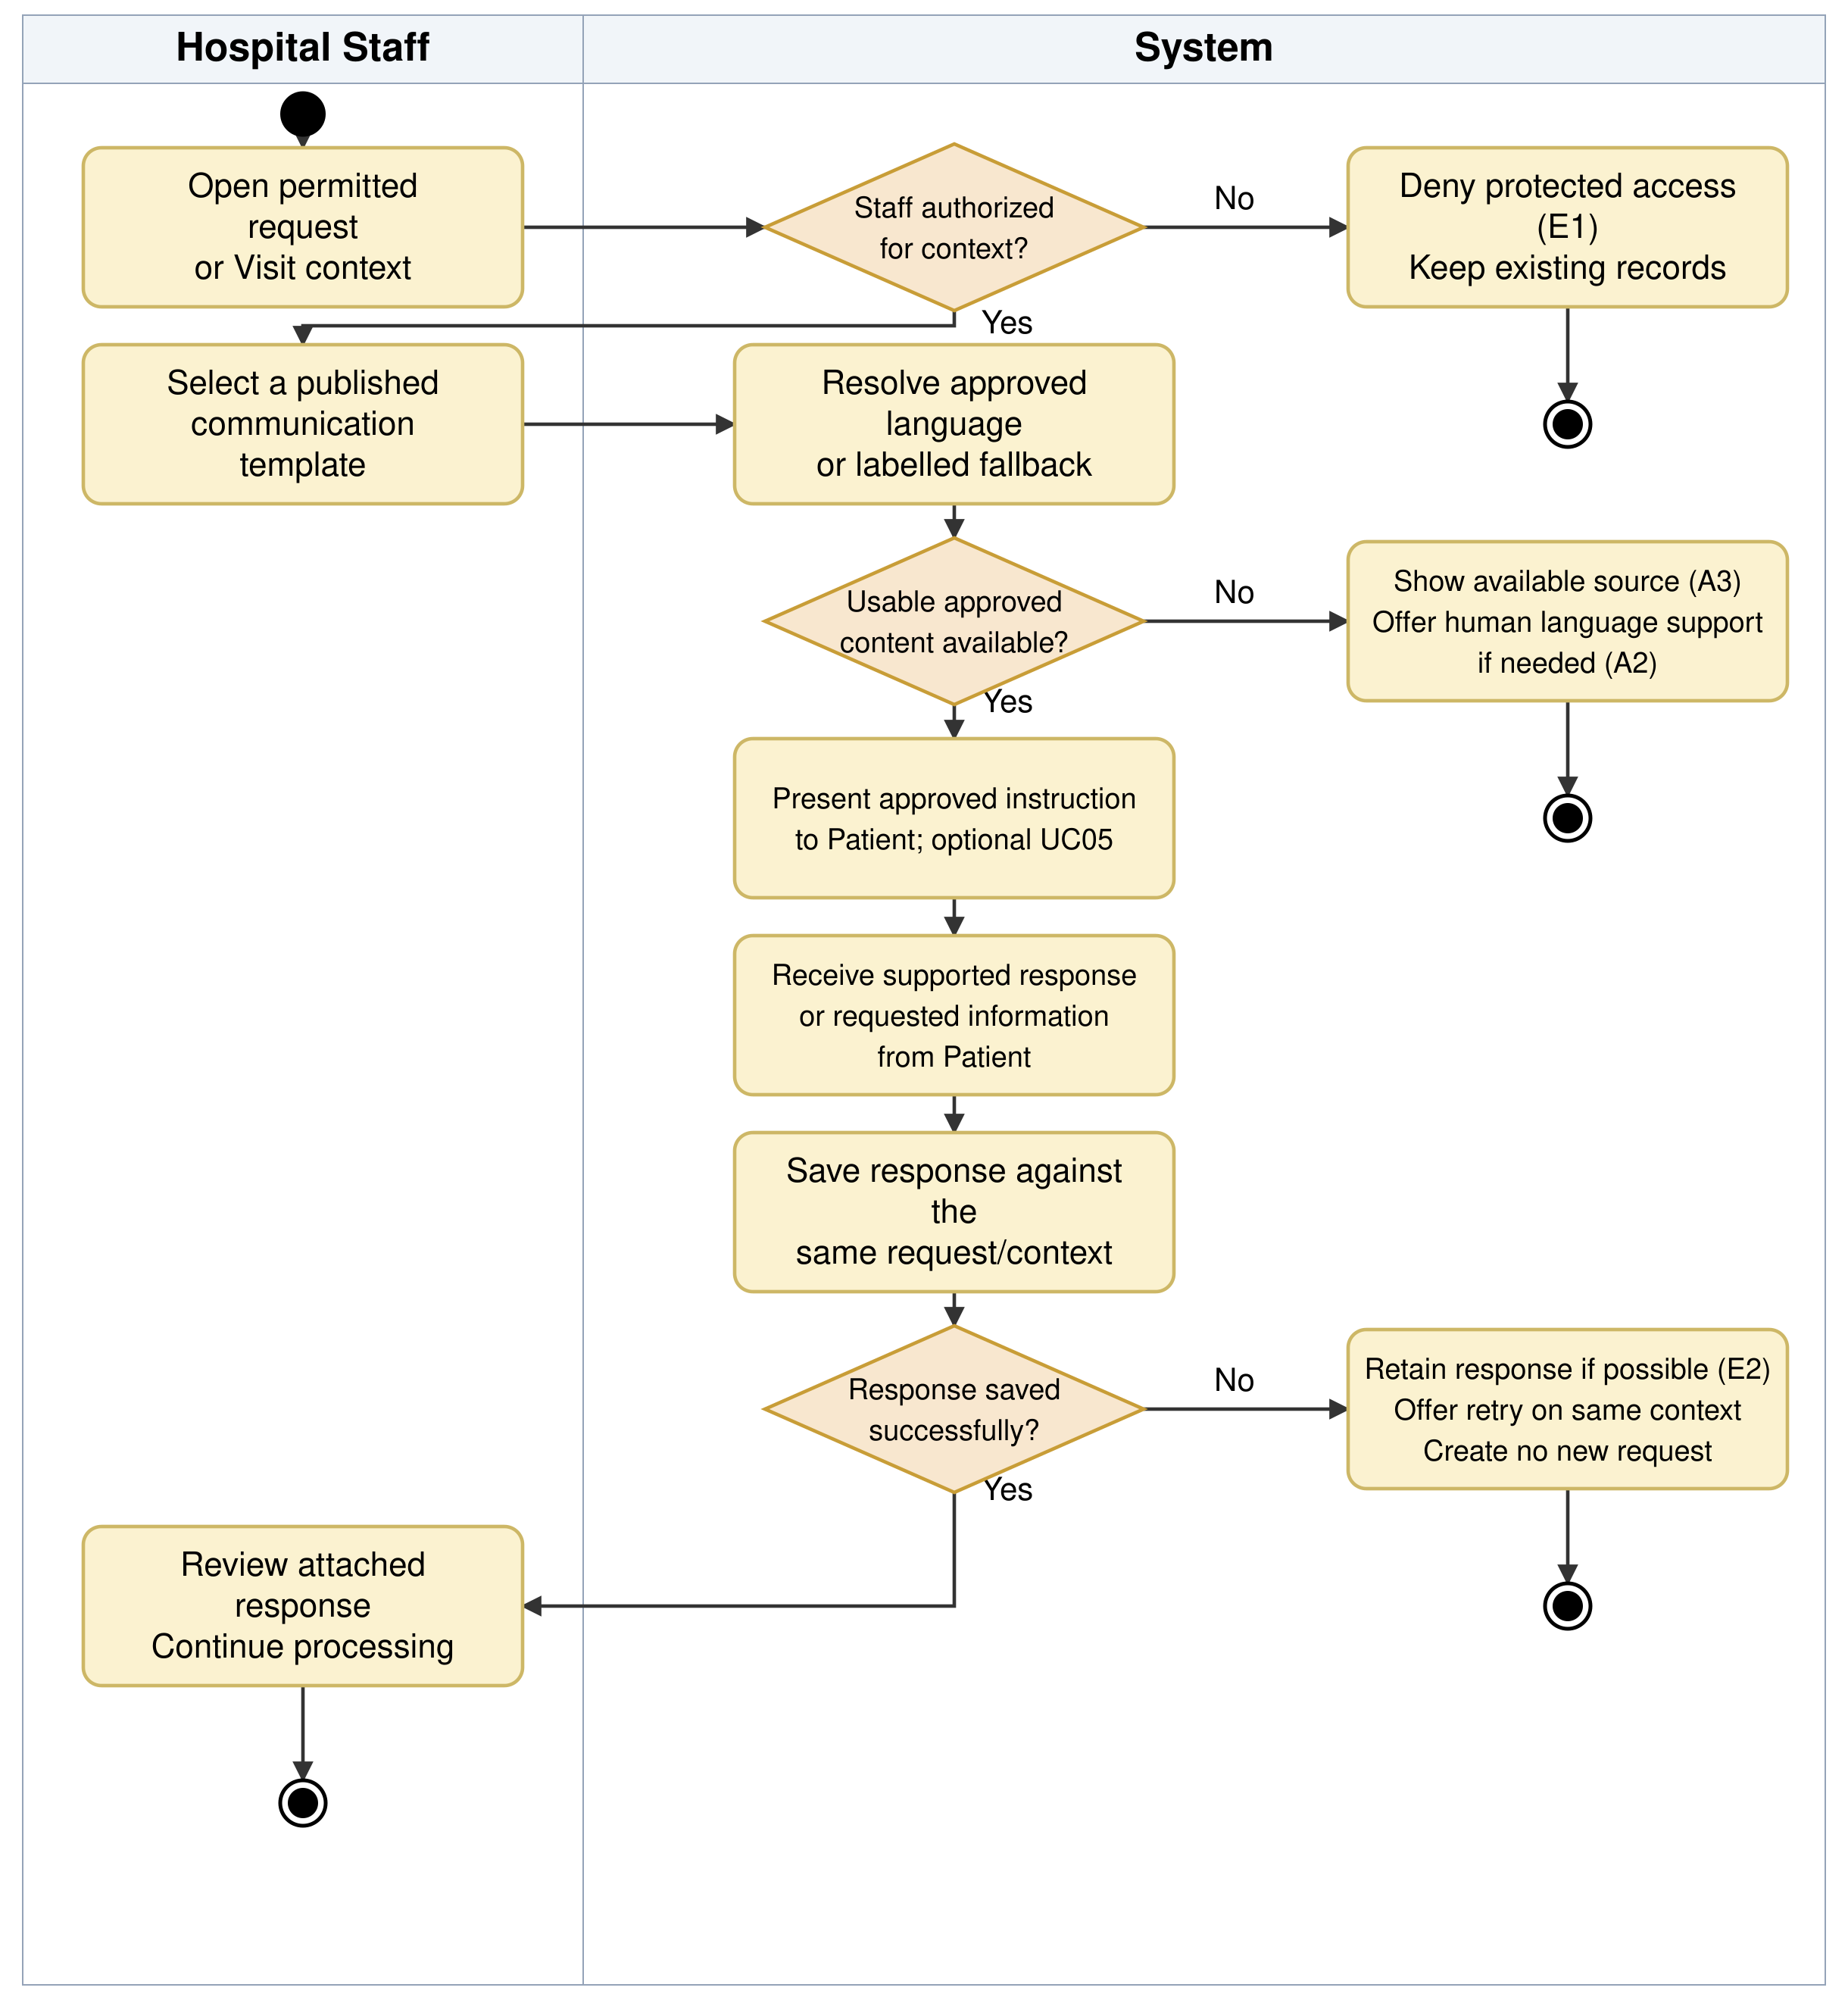 Hospital Staff
System
Open permitted
request
or Visit context
Staff authorized
for context?
No
Deny protected access
(E1)
Keep existing records
Yes
Select a published
communication
template
Resolve approved
language
or labelled fallback
Usable approved
content available?
No
Show available source (A3)
Offer human language support
if needed (A2)
Yes
Present approved instruction
to Patient; optional UC05
Receive supported response
or requested information
from Patient
Save response against
the
same request/context
Response saved
successfully?
No
Retain response if possible (E2)
Offer retry on same context
Create no new request
Yes
Review attached
response
Continue processing